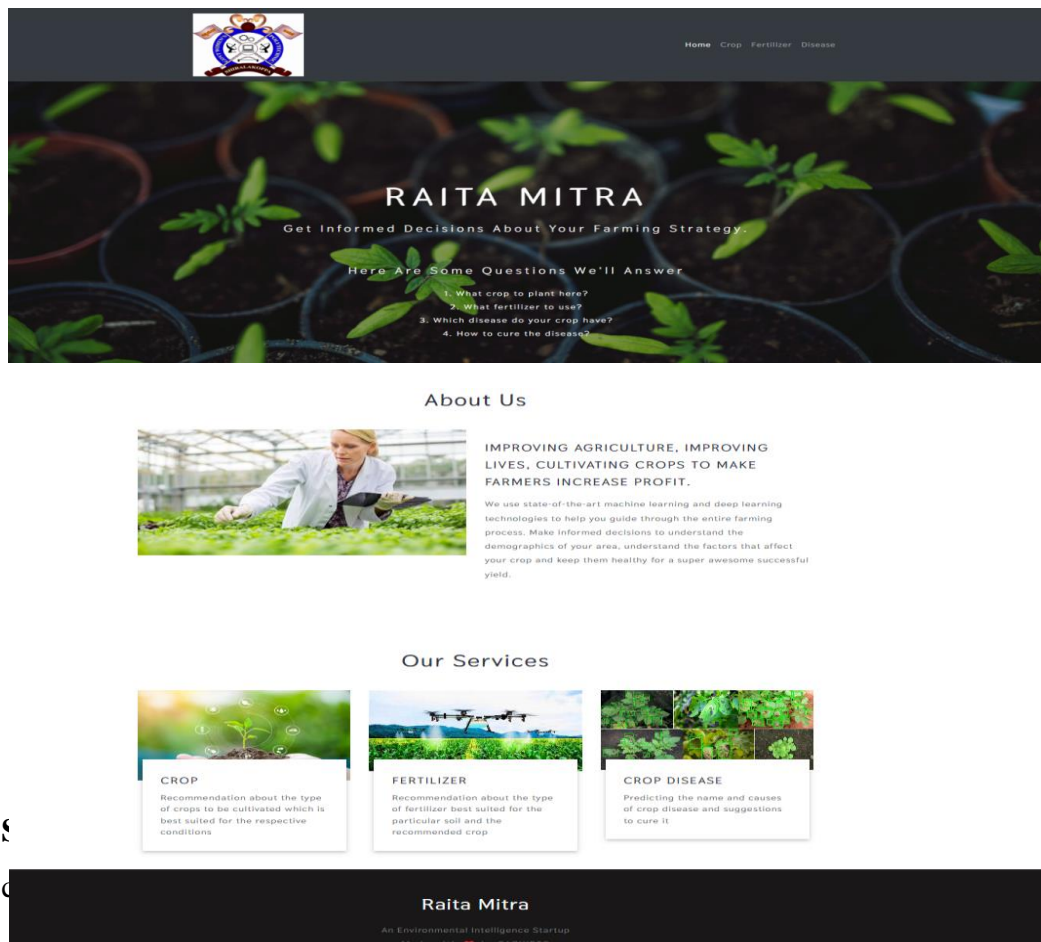 SHIRALAKOPPA
Home Crop Fertilizer Disease
RAITA MITRA
Get Informed Decisions About Your Farming Strategy.
Here Are Some Questions We'll Answer
1. What crop to plant here?
2. What fertilizer to use?
3. Which disease do your crop have?
4. How to cure the disease?
About Us
IMPROVING AGRICULTURE, IMPROVING
LIVES, CULTIVATING CROPS TO MAKE
FARMERS INCREASE PROFIT.
We use state-of-the-art machine learning and deep learning
technologies to help you guide through the entire farming
process. Make informed decisions to understand the
demographics of your area, understand the factors that affect
your crop and keep them healthy for a super awesome successful
yield.
Our Services
CROP
Recommendation about the type
of crops to be cultivated which is
best suited for the respective
conditions
FERTILIZER
Recommendation about the type
of fertilizer best suited for the
particular soil and the
recommended crop
CROP DISEASE
Predicting the name and causes
of crop disease and suggestions
to cure it
Raita Mitra
An Environmental Intelligence Startup